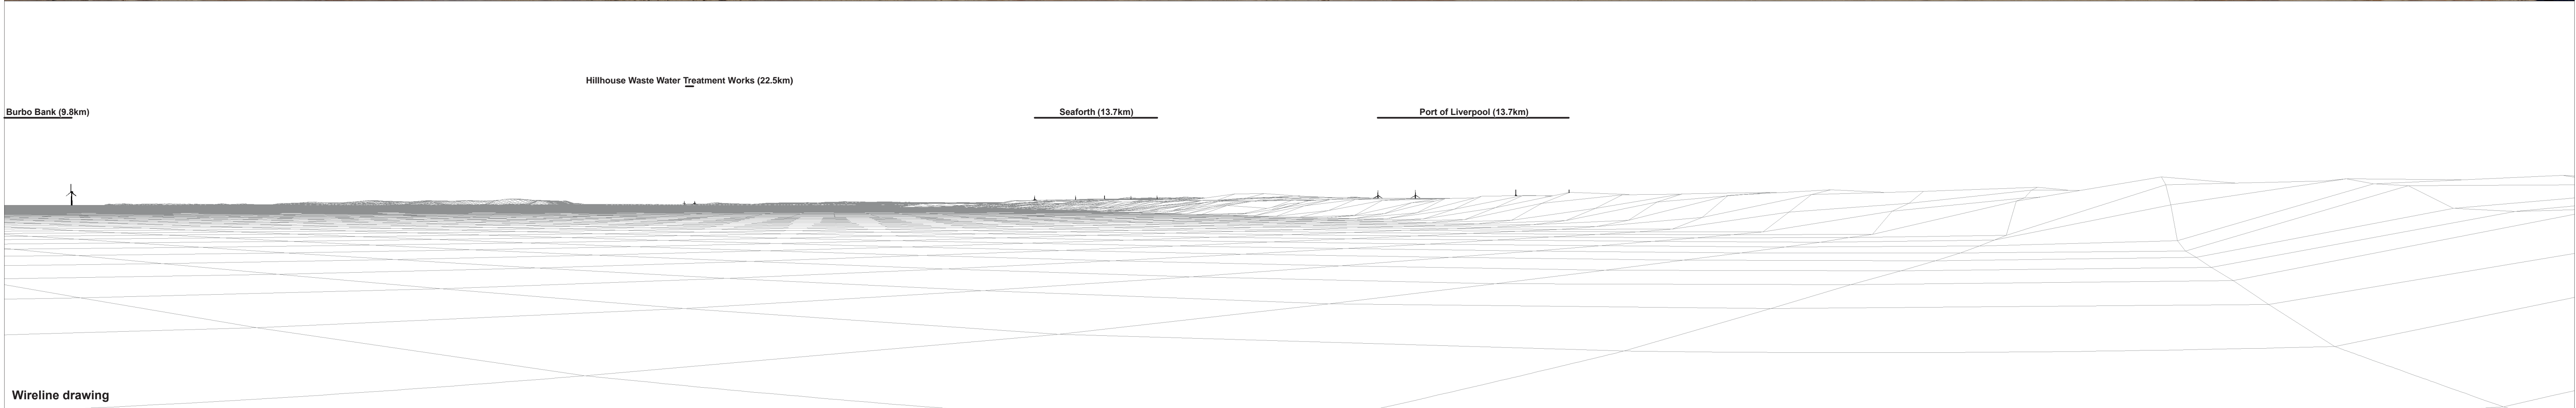 Hillhouse Waste Water Treatment Works (22.5km)
Burbo Bank (9.8km)
Seaforth (13.7km)
Port of Liverpool (13.7km)
Wireline drawing